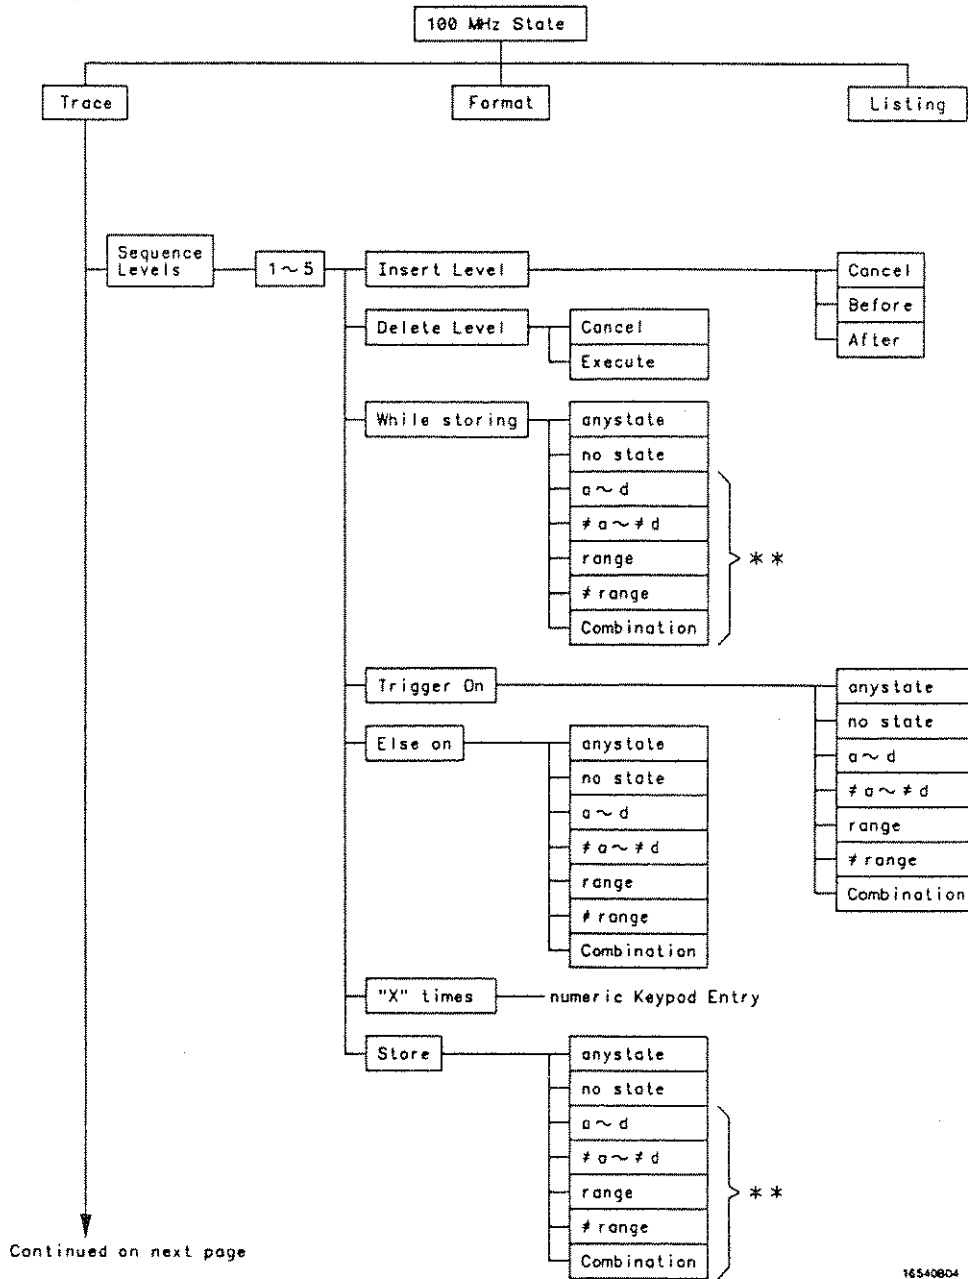 100 MHz State
Trace
Format
Listing
Sequence
Levels
1~5
Insert Level
Cancel
Before
After
Delete Level
Cancel
Execute
While storing
anystate
no state
a~d
≠a~≠d
range
≠range
Combination
**
Trigger On
anystate
no state
a~d
≠a~≠d
range
≠range
Combination
Else on
anystate
no state
a~d
≠a~≠d
range
≠range
Combination
"X" times
numeric Keypad Entry
Store
anystate
no state
a~d
≠a~≠d
range
≠range
Combination
**
Continued on next page
16540B04